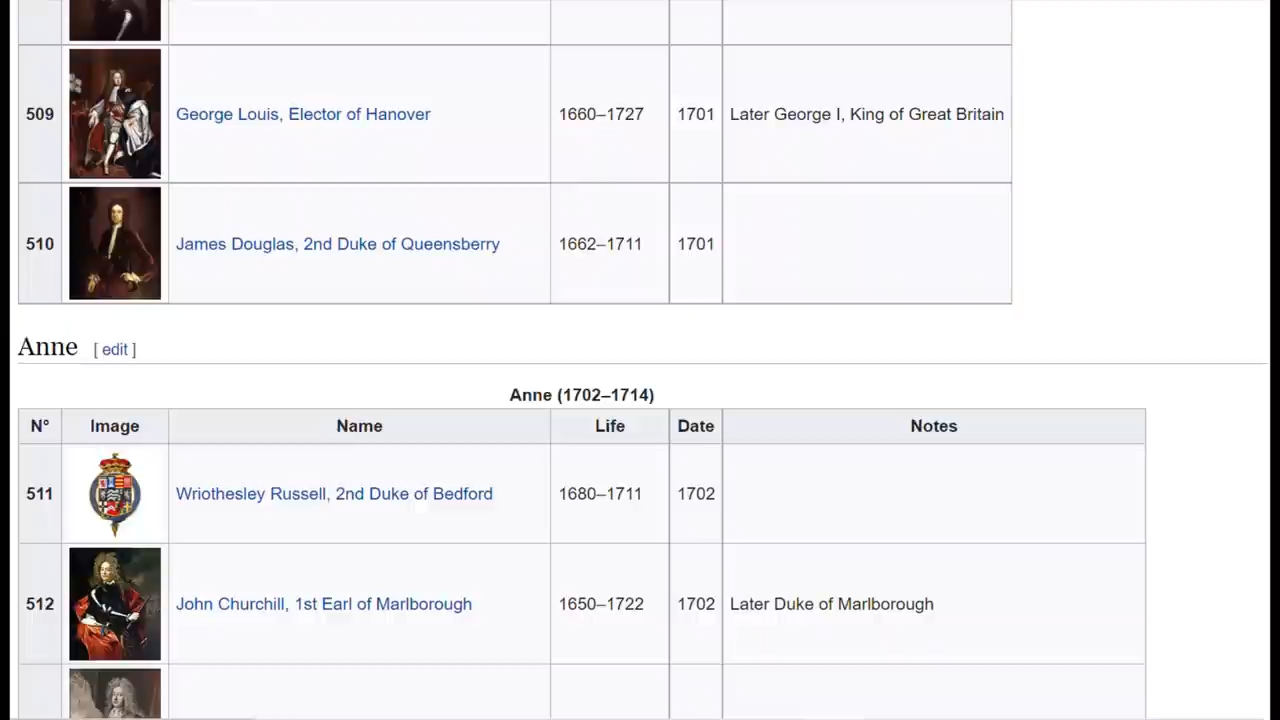 509 George Louis, Elector of Hanover 1660–1727 1701 Later George I, King of Great Britain
510 James Douglas, 2nd Duke of Queensberry 1662–1711 1701
Anne [ edit ]
Anne (1702–1714)
N° Image Name Life Date Notes
511 Wriothesley Russell, 2nd Duke of Bedford 1680–1711 1702
512 John Churchill, 1st Earl of Marlborough 1650–1722 1702 Later Duke of Marlborough